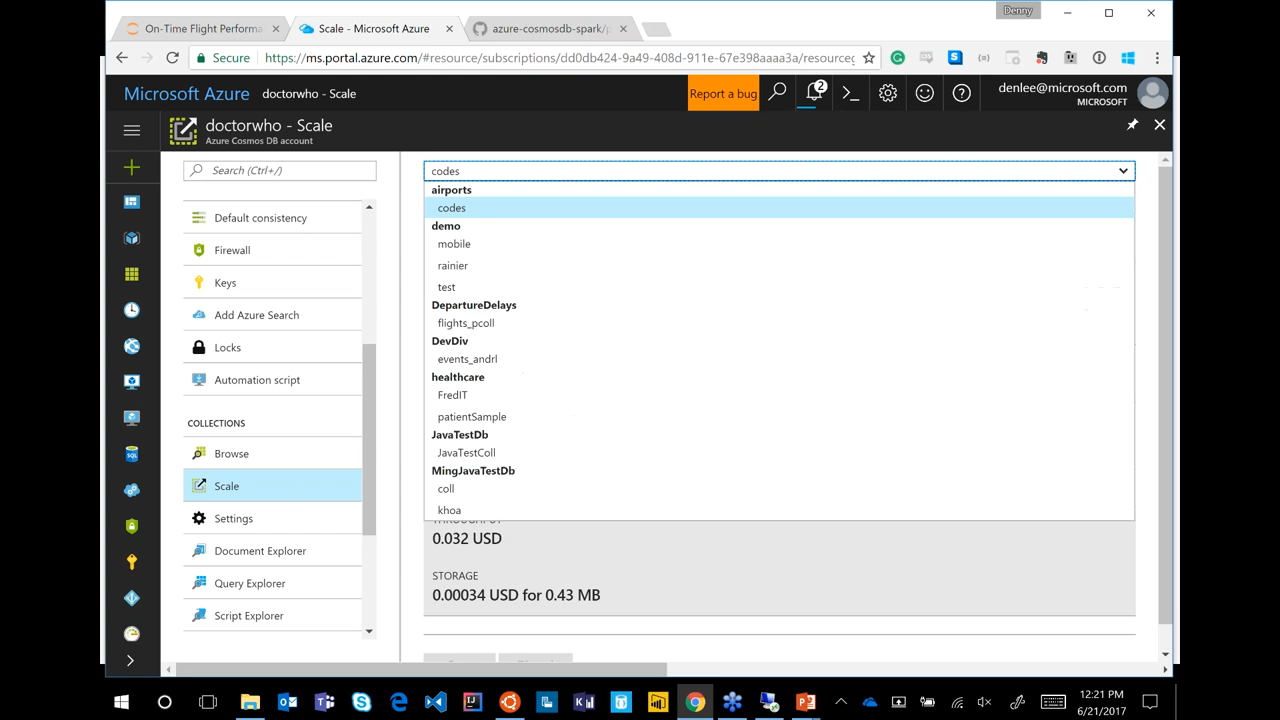 Denny
On-Time Flight Performa
Scale - Microsoft Azure
azure-cosmosdb-spark/p
Secure
https://ms.portal.azure.com/#resource/subscriptions/dd0db424-9a49-408d-911e-67e398aaaa3a/resourceg
Microsoft Azure
doctorwho - Scale
Report a bug
2
denlee@microsoft.com
MICROSOFT
doctorwho - Scale
Azure Cosmos DB account
Search (Ctrl+/)
Default consistency
Firewall
Keys
Add Azure Search
Locks
Automation script
COLLECTIONS
Browse
Scale
Settings
Document Explorer
Query Explorer
Script Explorer
codes
airports
codes
demo
mobile
rainier
test
DepartureDelays
flights_pcoll
DevDiv
events_andrl
healthcare
FredIT
patientSample
JavaTestDb
JavaTestColl
MingJavaTestDb
coll
khoa
THROUGHPUT
0.032 USD
STORAGE
0.00034 USD for 0.43 MB
12:21 PM
6/21/2017